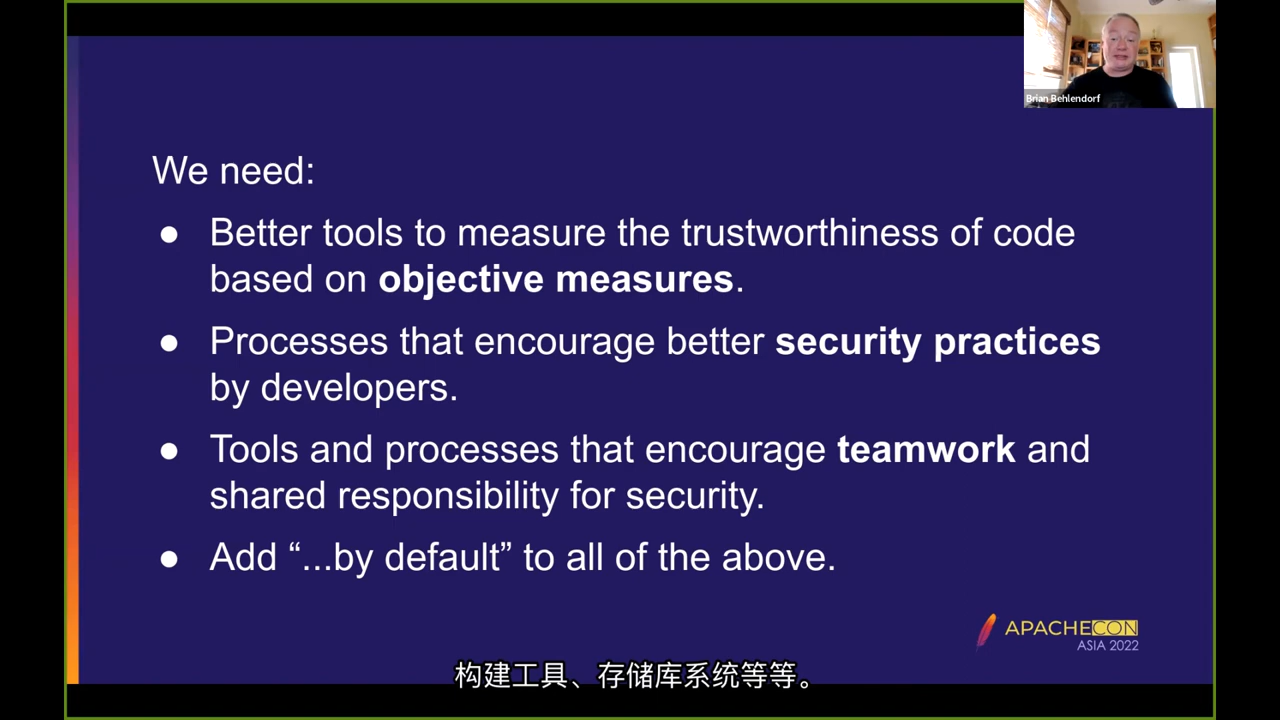 Brian Behlendorf
We need:
● Better tools to measure the trustworthiness of code
based on objective measures.
● Processes that encourage better security practices
by developers.
● Tools and processes that encourage teamwork and
shared responsibility for security.
● Add “...by default” to all of the above.
APACHECON
ASIA 2022
构建工具、存储库系统等等。